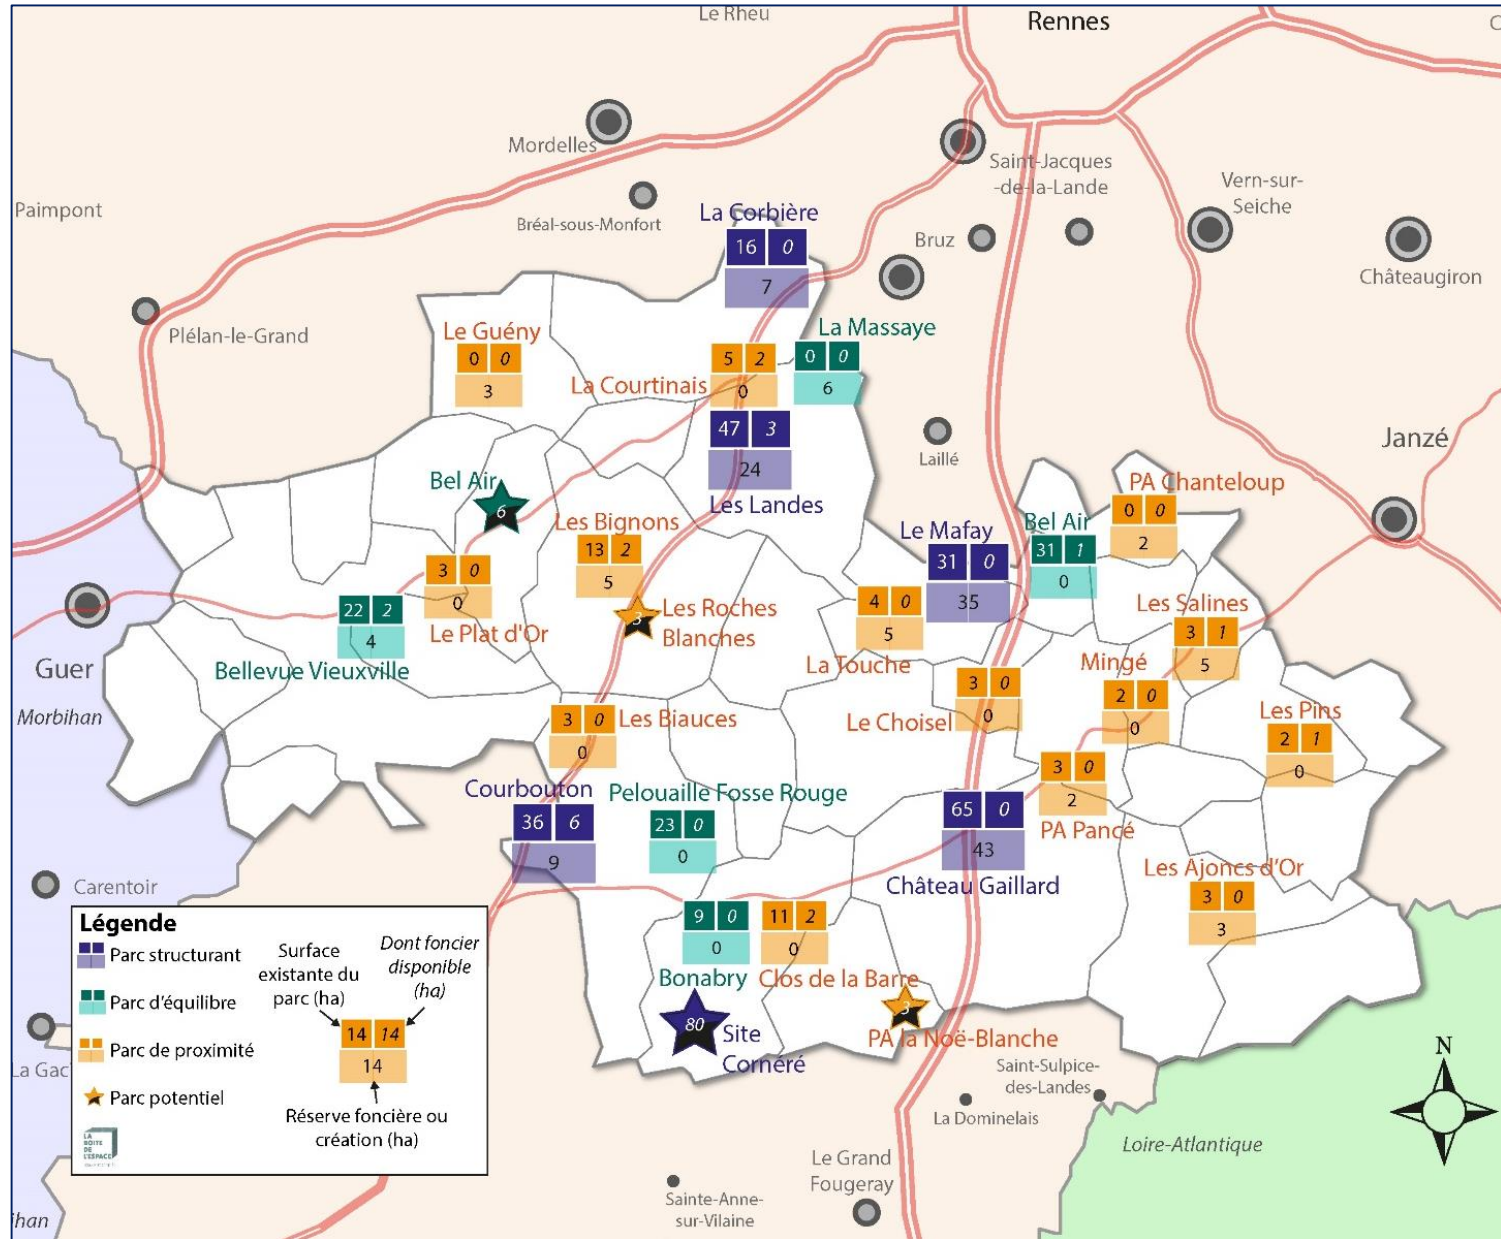 Le Rheu
Rennes
C
Mordelles
Saint-Jacques
-de-la-Lande
Vern-sur-
Seiche
Paimpont
Bréal-sous-Monfort
La Corbière
16 0
7
Bruz
Châteaugiron
Plélan-le-Grand
Le Guény
0 0
3
La Courtinais
5 2
0
La Massaye
0 0
6
47 3
24
Les Landes
Laillé
Janzé
Bel Air
6
Les Bignons
13 2
5
Le Mafay
31 0
35
Bel Air
31 1
0
PA Chanteloup
0 0
2
3 0
0
Le Plat d'Or
22 2
4
Bellevue Vieuxville
3
Les Roches
Blanches
4 0
5
La Touche
Les Salines
3 1
5
Guer
Morbihan
Mingé
2 0
0
3 0
0
Le Choisel
Les Pins
2 1
0
3 0
0
Les Biauces
Courbouton
36 6
9
Pelouaille Fosse Rouge
23 0
0
65 0
43
Château Gaillard
3 0
2
PA Pancé
Les Ajoncs d'Or
3 0
3
Carentoir
9 0
0
Bonabry
11 2
0
Clos de la Barre
80
Site
Cornéré
3
PA la Noë-Blanche
La Gac
Légende
Parc structurant
Parc d'équilibre
Parc de proximité
Parc potentiel
Surface
existante du
parc (ha)
Dont foncier
disponible
(ha)
14 14
14
Réserve foncière ou
création (ha)
LA
BOITE
DE
L'ESPACE
Saint-Sulpice-
des-Landes
La Dominelais
Loire-Atlantique
N
Le Grand
Fougeray
Sainte-Anne-
sur-Vilaine
ihan